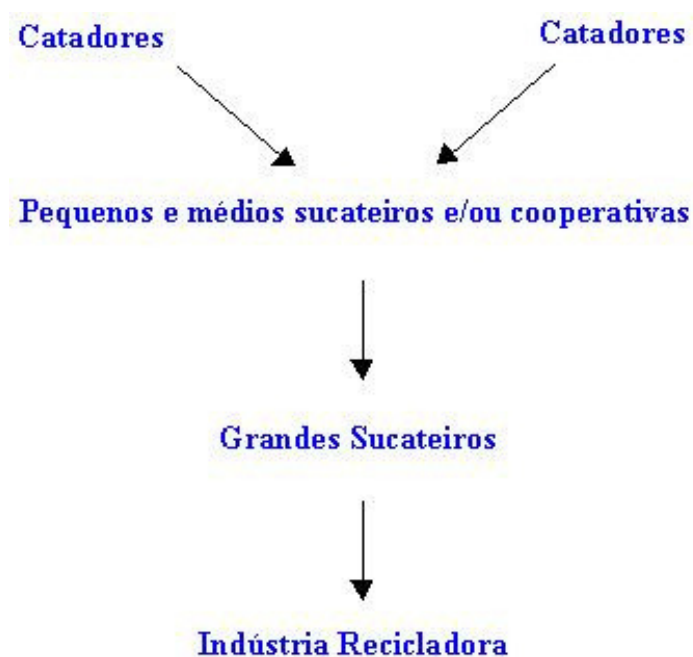 Catadores
Catadores
Pequenos e médios sucateiros e/ou cooperativas
Grandes Sucateiros
Indústria Recicladora